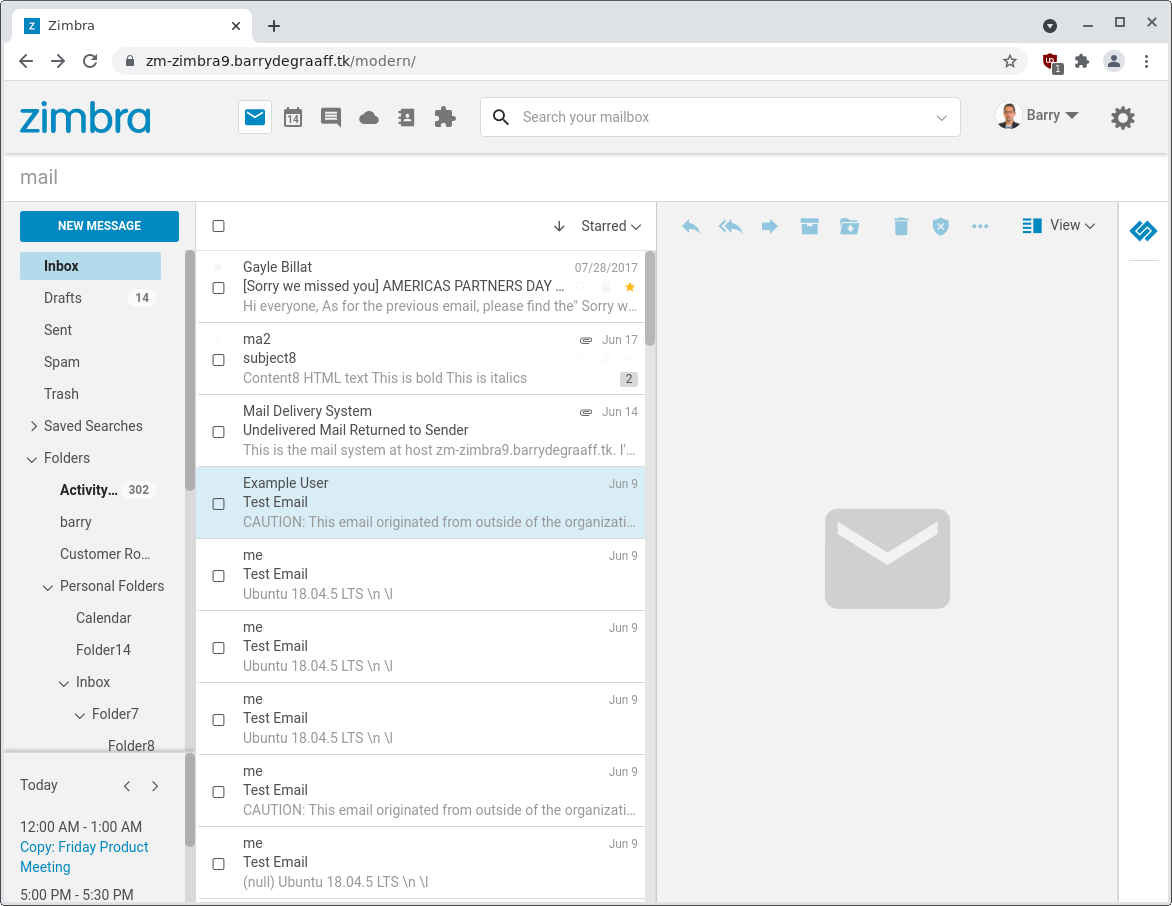 Z Zimbra
zm-zimbra9.barrydegraaff.tk/modern/
1
zimbra
14
Search your mailbox
Barry
mail
NEW MESSAGE
Inbox
Drafts 14
Sent
Spam
Trash
Saved Searches
Folders
Activity... 302
barry
Customer Ro...
Personal Folders
Calendar
Folder14
Inbox
Folder7
Folder8
Today
12:00 AM - 1:00 AM
Copy: Friday Product
Meeting
5:00 PM - 5:30 PM
Starred
Gayle Billat 07/28/2017
[Sorry we missed you] AMERICAS PARTNERS DAY ...
Hi everyone, As for the previous email, please find the" Sorry w...
ma2 Jun 17
subject8
Content8 HTML text This is bold This is italics 2
Mail Delivery System Jun 14
Undelivered Mail Returned to Sender
This is the mail system at host zm-zimbra9.barrydegraaff.tk. I'...
Example User Jun 9
Test Email
CAUTION: This email originated from outside of the organizati...
me Jun 9
Test Email
Ubuntu 18.04.5 LTS \n \l
me Jun 9
Test Email
Ubuntu 18.04.5 LTS \n \l
me Jun 9
Test Email
Ubuntu 18.04.5 LTS \n \l
me Jun 9
Test Email
CAUTION: This email originated from outside of the organizati...
me Jun 9
Test Email
(null) Ubuntu 18.04.5 LTS \n \l
View